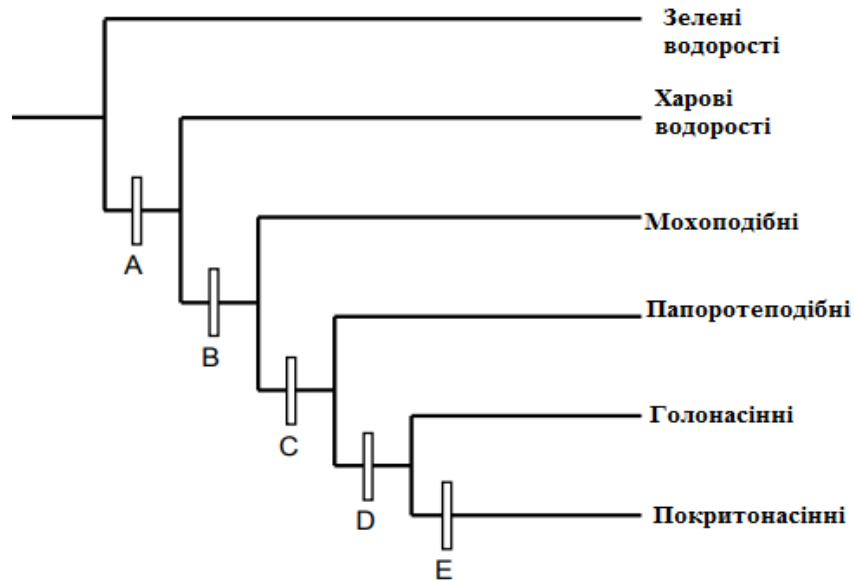 Зелені
водорості
Харові
водорості
A
Мохоподібні
B
Папоротеподібні
C
Голонасінні
D
Покритонасінні
E